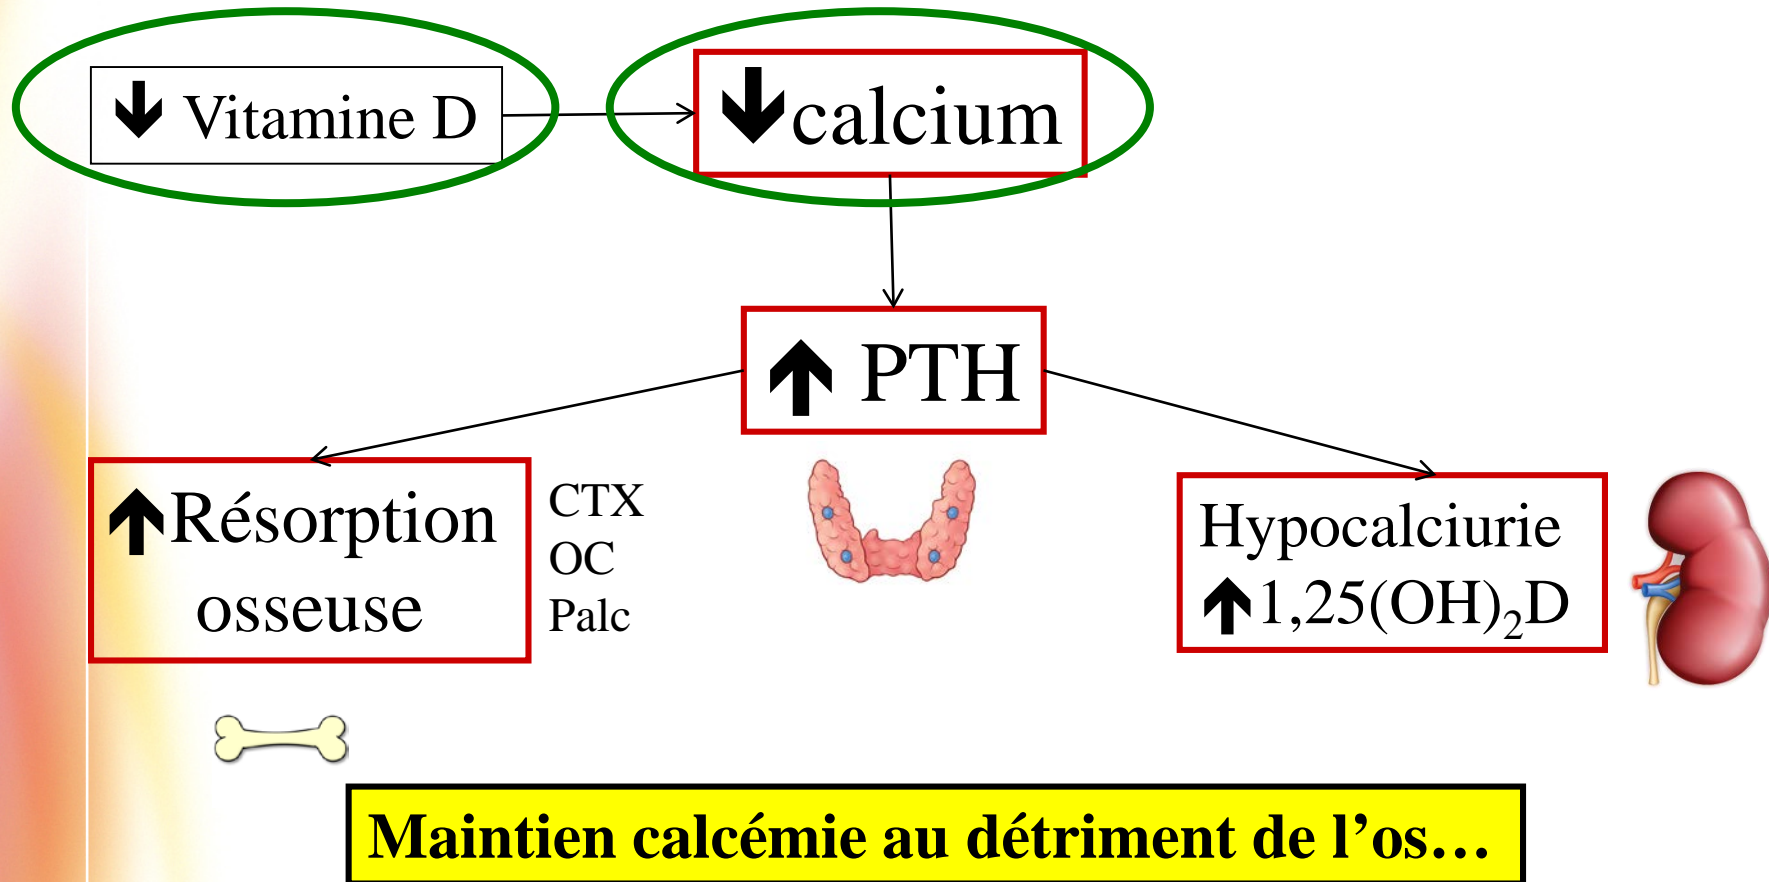 🡻 Vitamine D
🡻calcium
🡹 PTH
🡹Résorption
osseuse
CTX
OC
Palc
Hypocalciurie
🡹1,25(OH)₂D
Maintien calcémie au détriment de l’os…